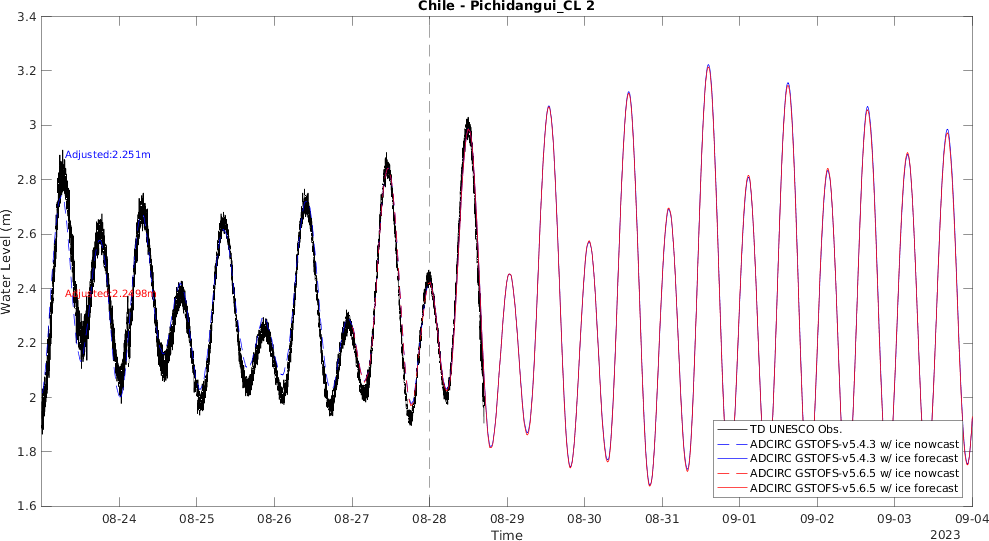 Chile - Pichidangui_CL 2
3.4
3.2
3
2.8
2.6
2.4
2.2
2
1.8
1.6
Water Level (m)
Adjusted:2.251m
Adjusted:2.2498m
TD UNESCO Obs.
ADCIRC GSTOFS-v5.4.3 w/ ice nowcast
ADCIRC GSTOFS-v5.4.3 w/ ice forecast
ADCIRC GSTOFS-v5.6.5 w/ ice nowcast
ADCIRC GSTOFS-v5.6.5 w/ ice forecast
08-24 08-25 08-26 08-27 08-28 08-29 08-30 08-31 09-01 09-02 09-03 09-04
Time
2023